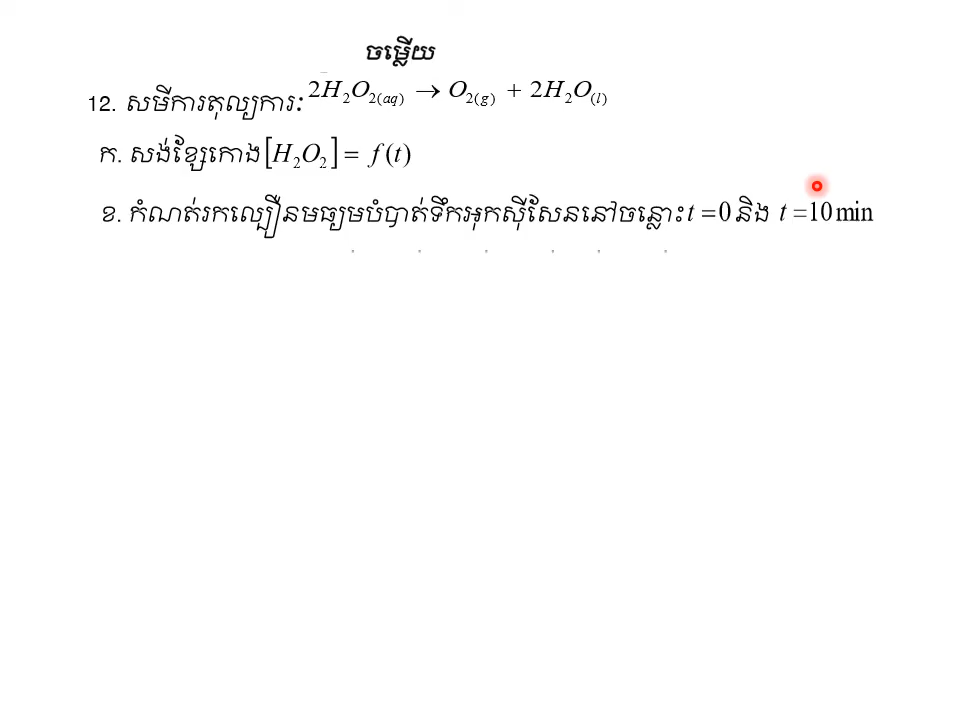 ចម្លើយ
12. សមីការតុល្យការ: 2H₂O₂(aq) → O₂(g) + 2H₂O(l)
ក. សង់ខ្សែកោង [H₂O₂] = f(t)
ខ. កំណត់រកល្បឿនមធ្យមបំបាត់ទឹកអុកស៊ីសែននៅចន្លោះ t = 0 និង t = 10 min